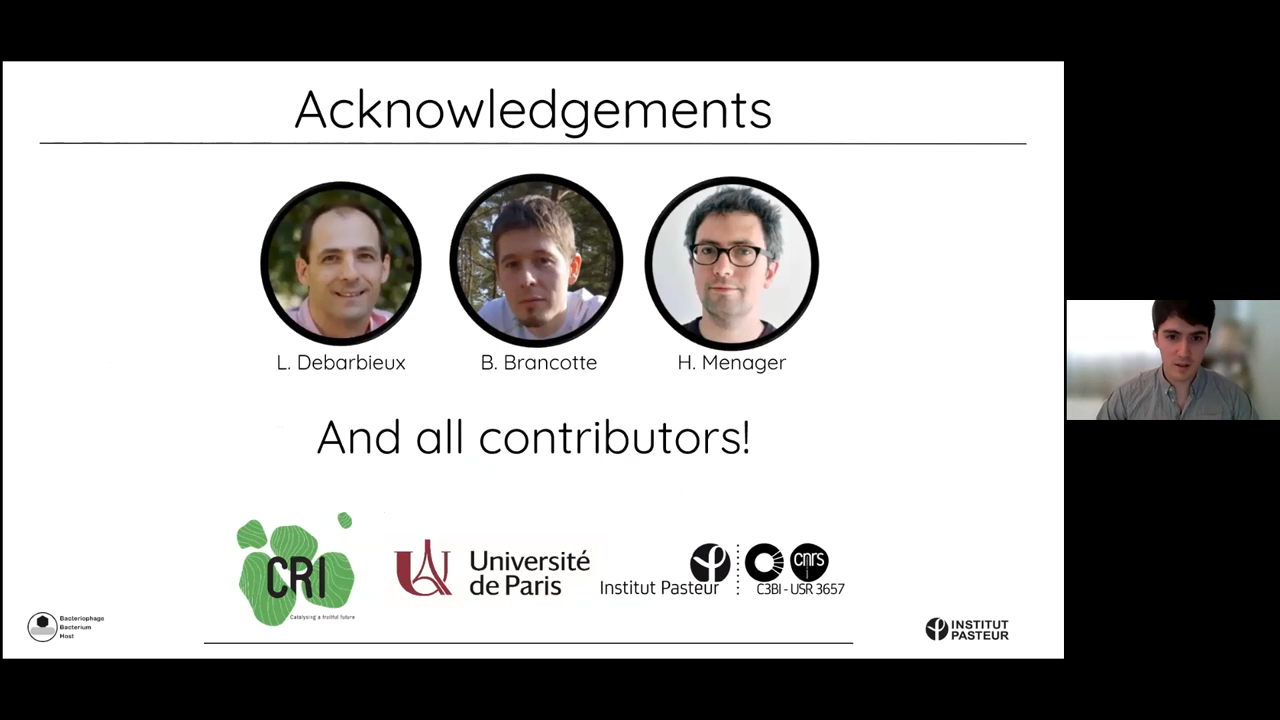 Acknowledgements
L. Debarbieux
B. Brancotte
H. Menager
And all contributors!
CRI
Catalysing a fruitful future
Université
de Paris
Institut Pasteur
cnrs
C3BI - USR 3657
Bacteriophage
Bacterium
Host
INSTITUT
PASTEUR